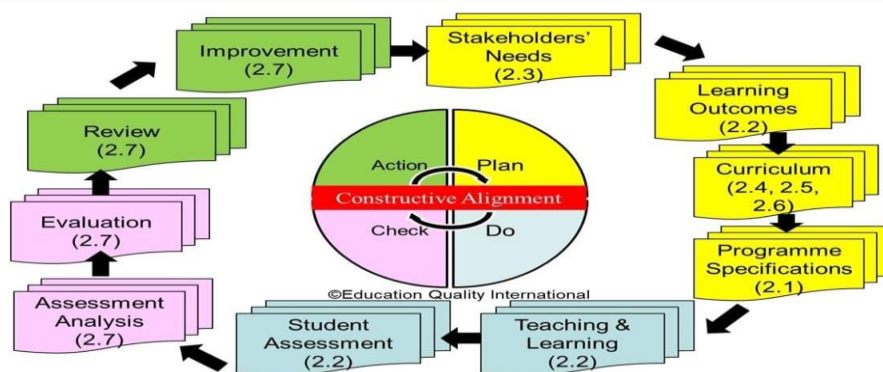 Improvement
(2.7)
Stakeholders'
Needs
(2.3)
Learning
Outcomes
(2.2)
Curriculum
(2.4, 2.5,
2.6)
Programme
Specifications
(2.1)
Teaching &
Learning
(2.2)
Student
Assessment
(2.2)
Assessment
Analysis
(2.7)
Evaluation
(2.7)
Review
(2.7)
Action
Plan
Constructive Alignment
Check
Do
©Education Quality International